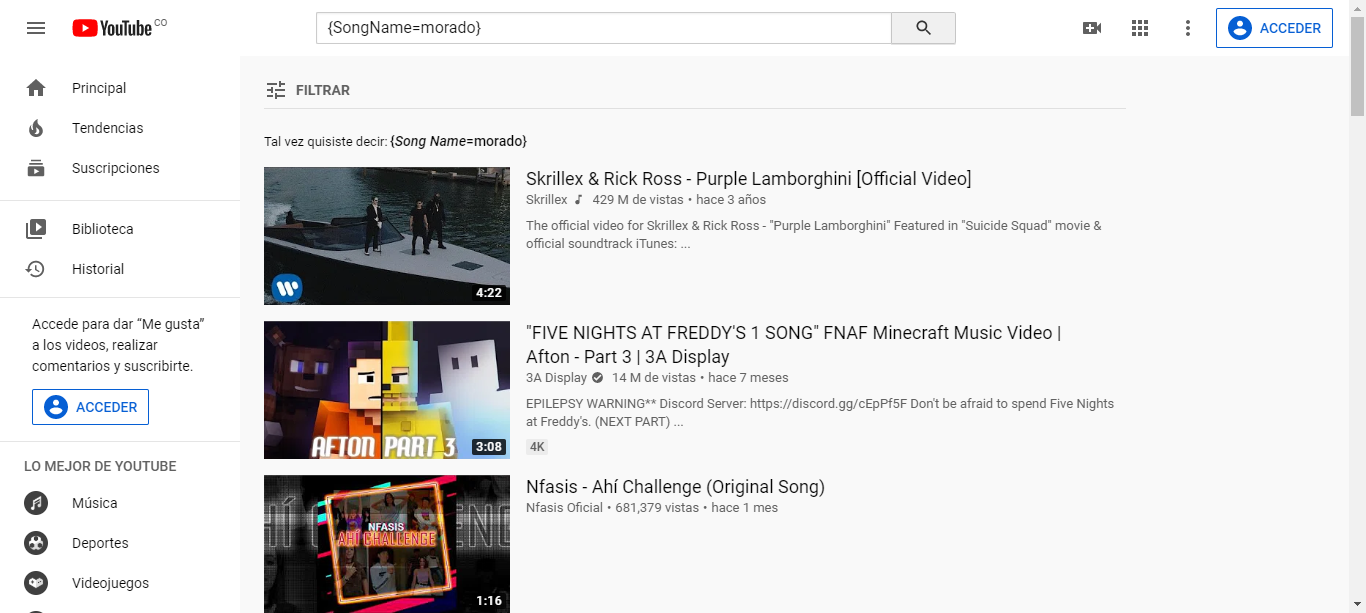 YouTube CO
{SongName=morado}
ACCEDER
Principal
Tendencias
Suscripciones
Biblioteca
Historial
Accede para dar “Me gusta”
a los videos, realizar
comentarios y suscribirte.
ACCEDER
LO MEJOR DE YOUTUBE
Música
Deportes
Videojuegos
FILTRAR
Tal vez quisiste decir: {Song Name=morado}
4:22
Skrillex & Rick Ross - Purple Lamborghini [Official Video]
Skrillex 429 M de vistas • hace 3 años
The official video for Skrillex & Rick Ross - "Purple Lamborghini" Featured in "Suicide Squad" movie &
official soundtrack iTunes: ...
AFTON PART 3
3:08
"FIVE NIGHTS AT FREDDY'S 1 SONG" FNAF Minecraft Music Video |
Afton - Part 3 | 3A Display
3A Display 14 M de vistas • hace 7 meses
EPILEPSY WARNING** Discord Server: https://discord.gg/cEpPf5F Don't be afraid to spend Five Nights
at Freddy's. (NEXT PART) ...
4K
NFASIS
AHÍ CHALLENGE
1:16
Nfasis - Ahí Challenge (Original Song)
Nfasis Oficial • 681,379 vistas • hace 1 mes